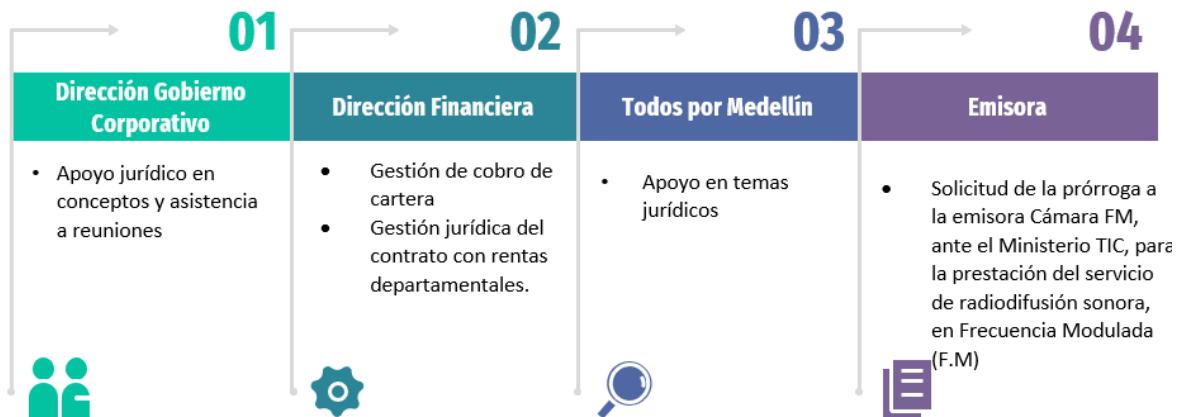 01
Dirección Gobierno
Corporativo
• Apoyo jurídico en
conceptos y asistencia
a reuniones
02
Dirección Financiera
• Gestión de cobro de
cartera
• Gestión jurídica del
contrato con rentas
departamentales.
03
Todos por Medellín
• Apoyo en temas
jurídicos
04
Emisora
• Solicitud de la prórroga a
la emisora Cámara FM,
ante el Ministerio TIC, para
la prestación del servicio
de radiodifusión sonora,
en Frecuencia Modulada
(F.M)